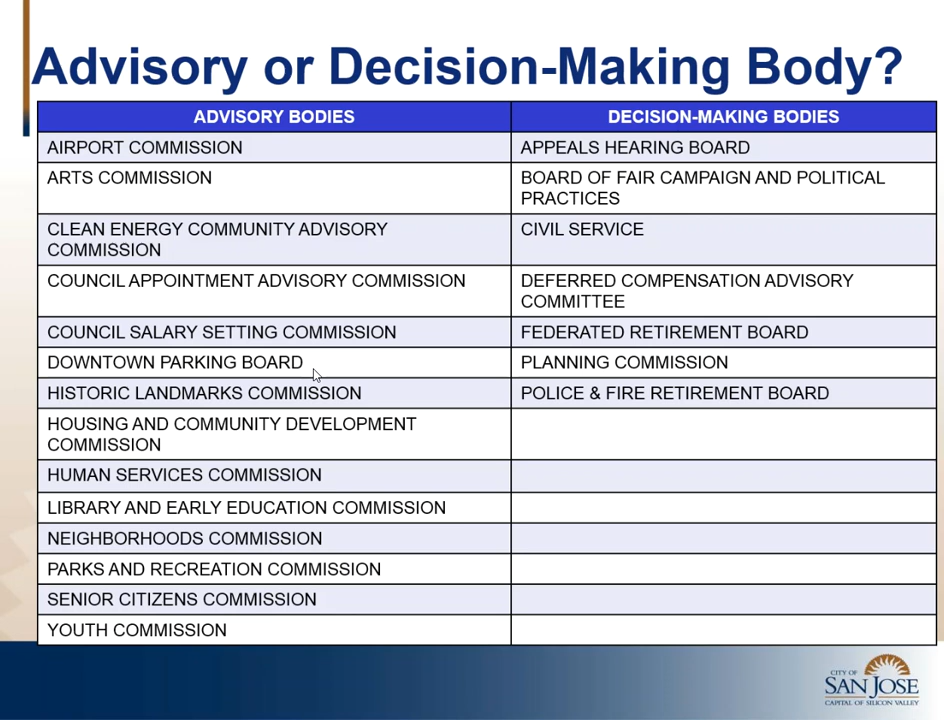 Advisory or Decision-Making Body?
ADVISORY BODIES
DECISION-MAKING BODIES
AIRPORT COMMISSION
APPEALS HEARING BOARD
ARTS COMMISSION
BOARD OF FAIR CAMPAIGN AND POLITICAL
PRACTICES
CLEAN ENERGY COMMUNITY ADVISORY
COMMISSION
CIVIL SERVICE
COUNCIL APPOINTMENT ADVISORY COMMISSION
DEFERRED COMPENSATION ADVISORY
COMMITTEE
COUNCIL SALARY SETTING COMMISSION
FEDERATED RETIREMENT BOARD
DOWNTOWN PARKING BOARD
PLANNING COMMISSION
HISTORIC LANDMARKS COMMISSION
POLICE & FIRE RETIREMENT BOARD
HOUSING AND COMMUNITY DEVELOPMENT
COMMISSION
HUMAN SERVICES COMMISSION
LIBRARY AND EARLY EDUCATION COMMISSION
NEIGHBORHOODS COMMISSION
PARKS AND RECREATION COMMISSION
SENIOR CITIZENS COMMISSION
YOUTH COMMISSION
CITY OF
SAN JOSE
CAPITAL OF SILICON VALLEY